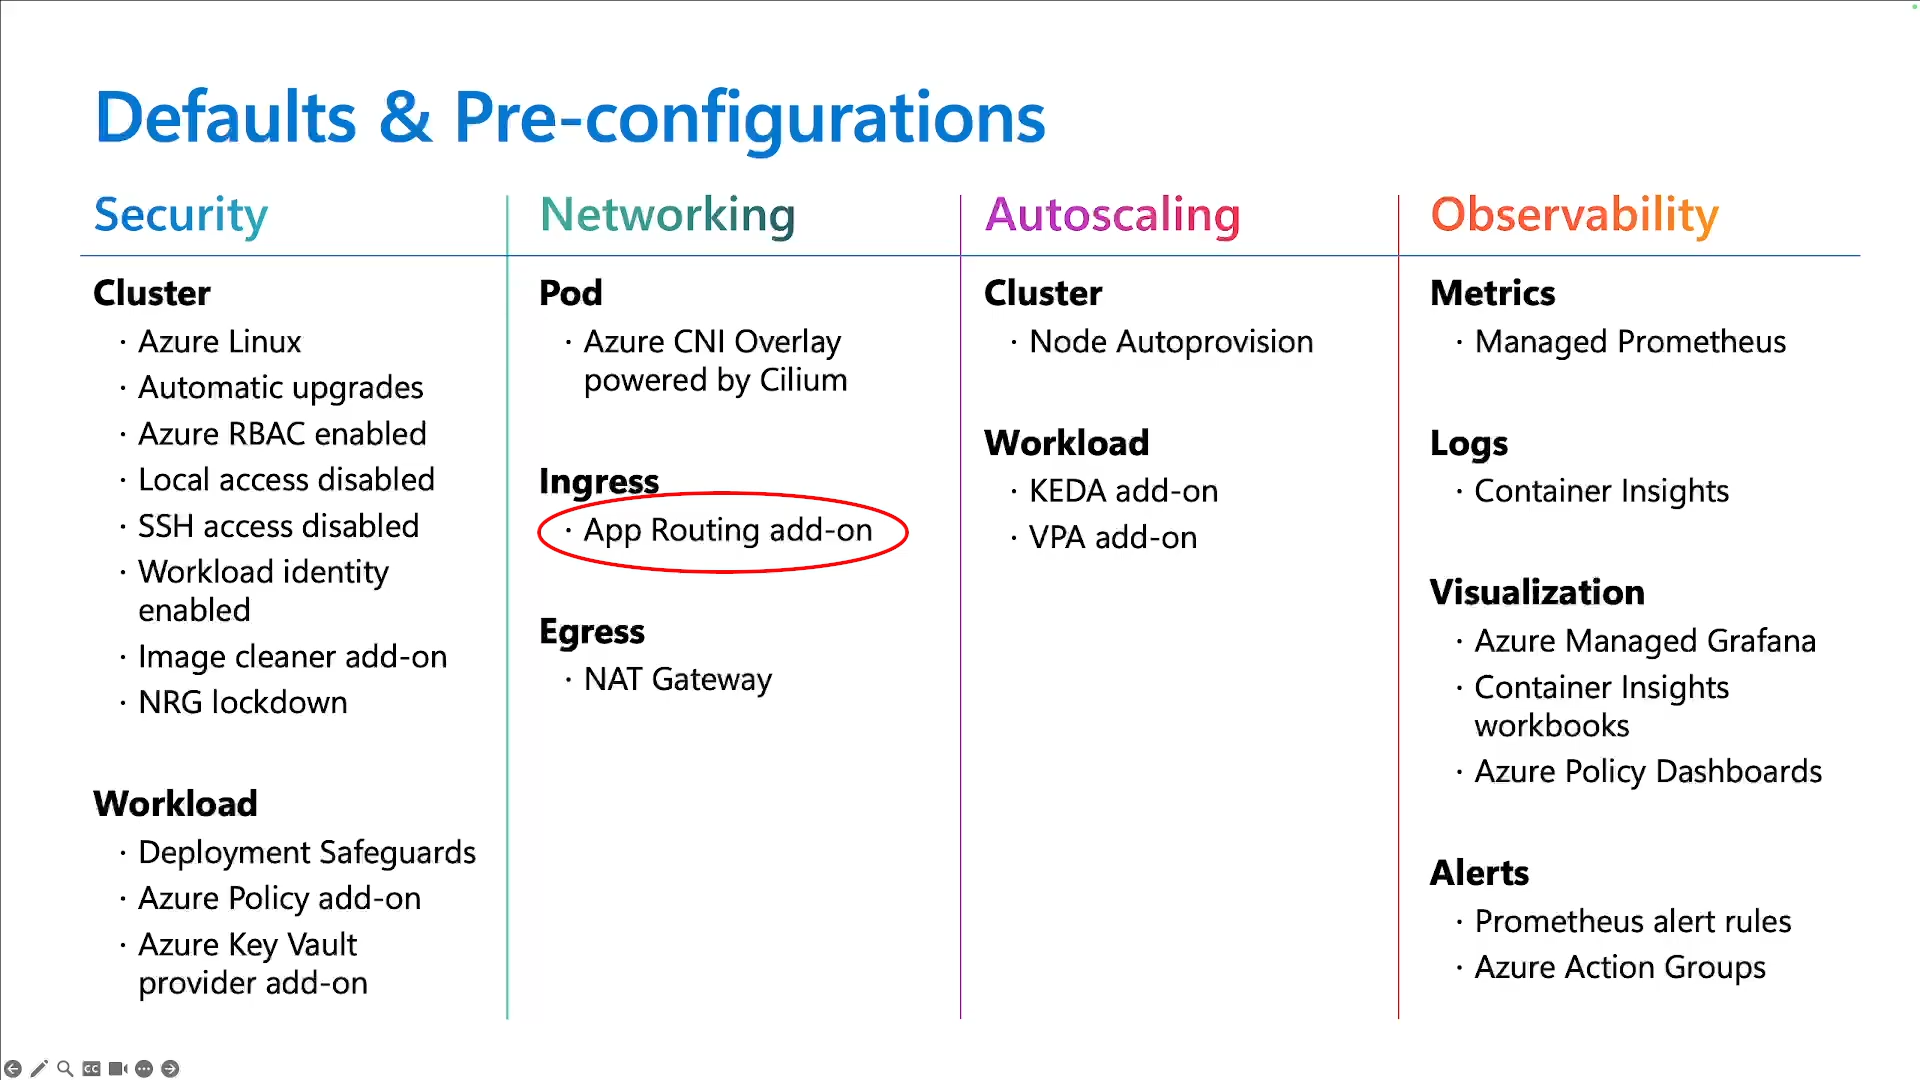 Defaults & Pre-configurations
Security
Cluster
· Azure Linux
· Automatic upgrades
· Azure RBAC enabled
· Local access disabled
· SSH access disabled
· Workload identity
enabled
· Image cleaner add-on
· NRG lockdown
Workload
· Deployment Safeguards
· Azure Policy add-on
· Azure Key Vault
provider add-on
Networking
Pod
· Azure CNI Overlay
powered by Cilium
Ingress
· App Routing add-on
Egress
· NAT Gateway
Autoscaling
Cluster
· Node Autoprovision
Workload
· KEDA add-on
· VPA add-on
Observability
Metrics
· Managed Prometheus
Logs
· Container Insights
Visualization
· Azure Managed Grafana
· Container Insights
workbooks
· Azure Policy Dashboards
Alerts
· Prometheus alert rules
· Azure Action Groups
CC